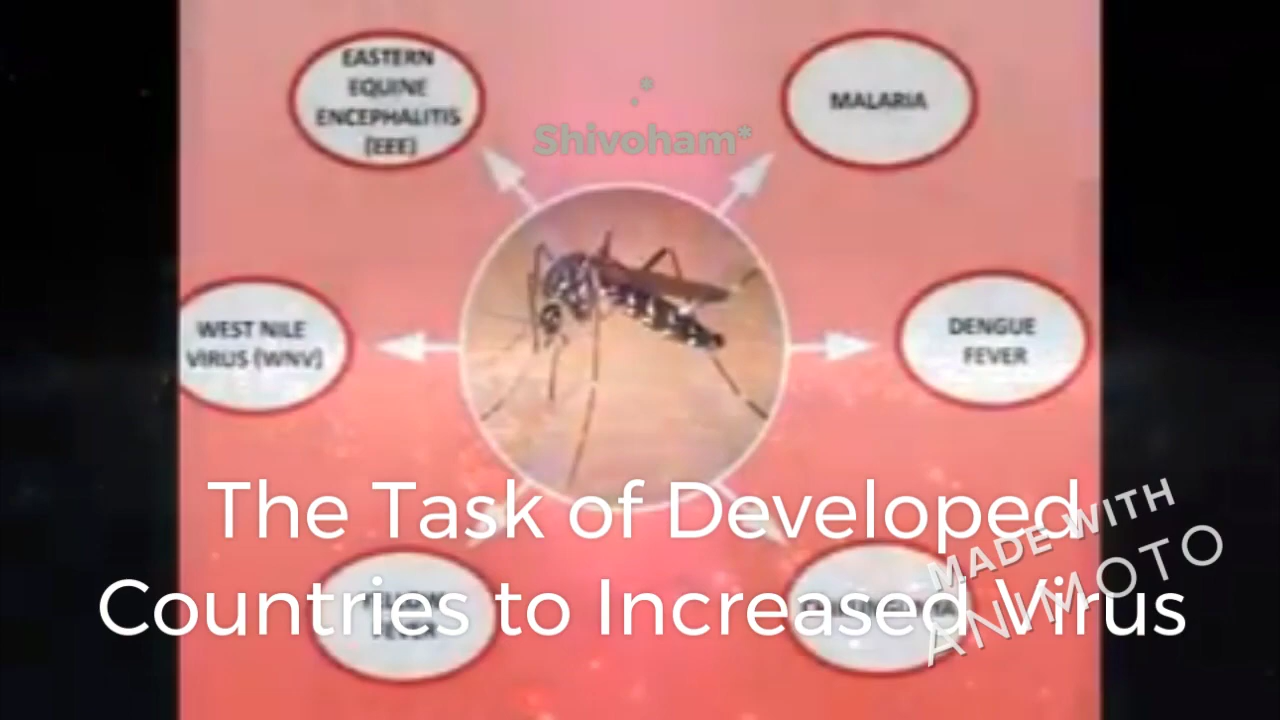 EASTERN
EQUINE
ENCEPHALITIS
(EEE)
MALARIA
Shivoham*
WEST NILE
VIRUS (WNV)
DENGUE
FEVER
The Task of Developed
Countries to Increased Virus
MADE WITH
ANIMOTO